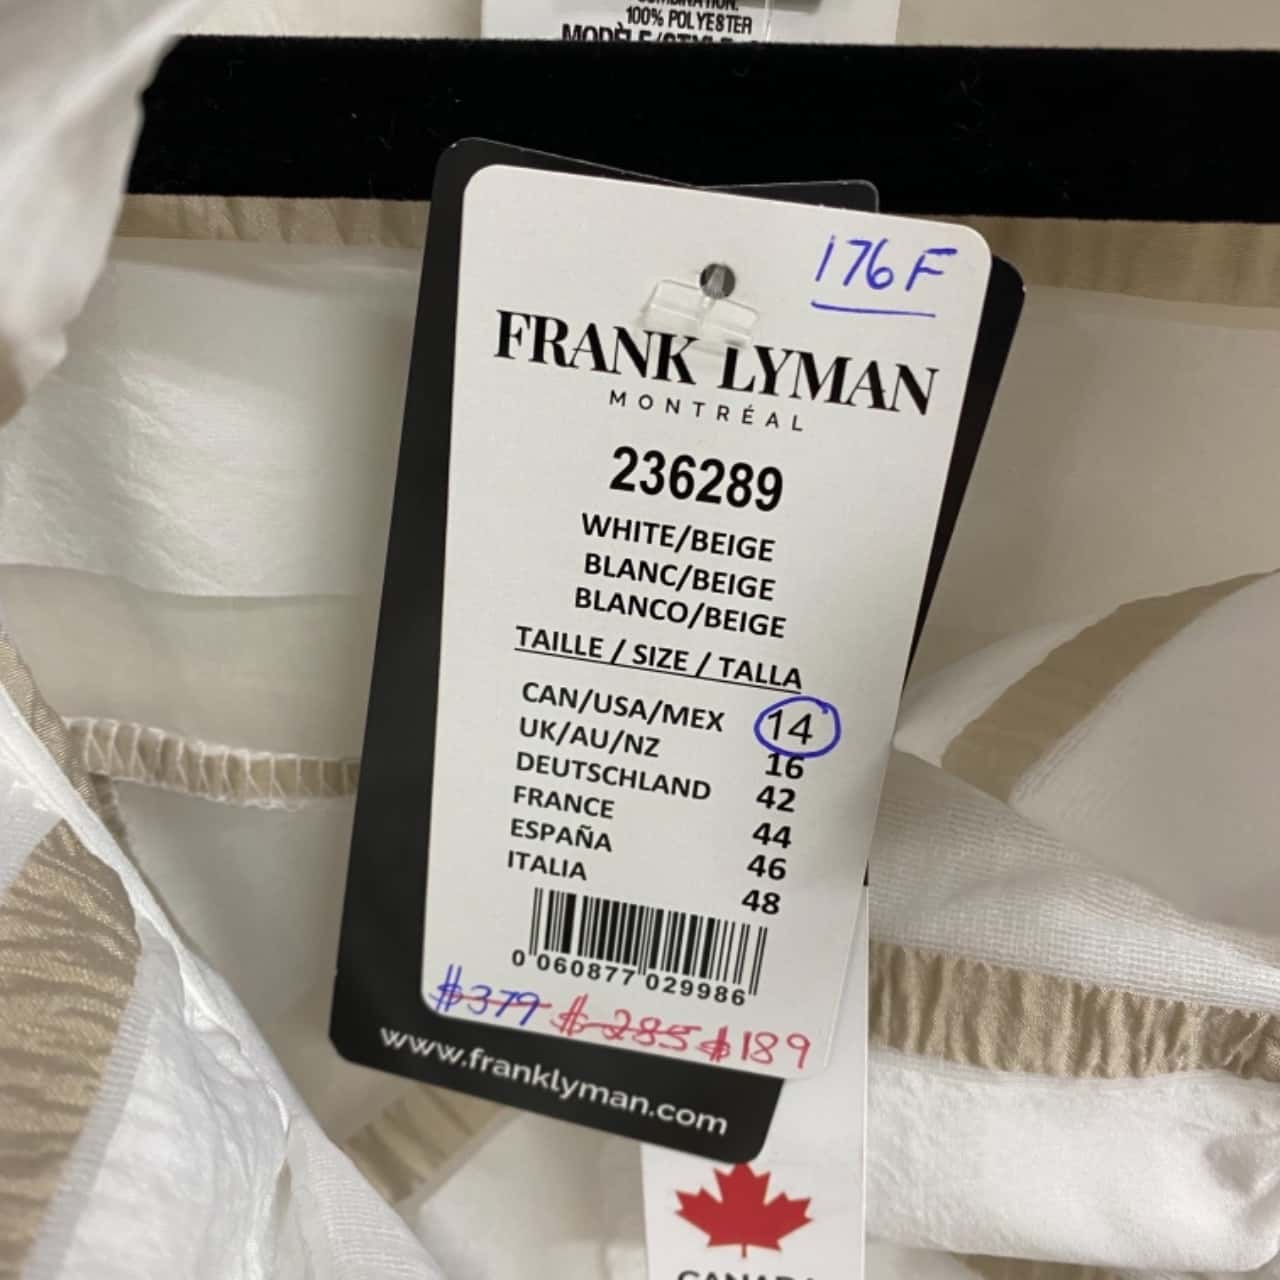 100% POLYESTER
176F
FRANK LYMAN
MONTRÉAL
236289
WHITE/BEIGE
BLANC/BEIGE
BLANCO/BEIGE
TAILLE / SIZE / TALLA
CAN/USA/MEX 14
UK/AU/NZ 16
DEUTSCHLAND 42
FRANCE 44
ESPAÑA 46
ITALIA 48
0 060877 029986
$379 $285 $189
www.franklyman.com